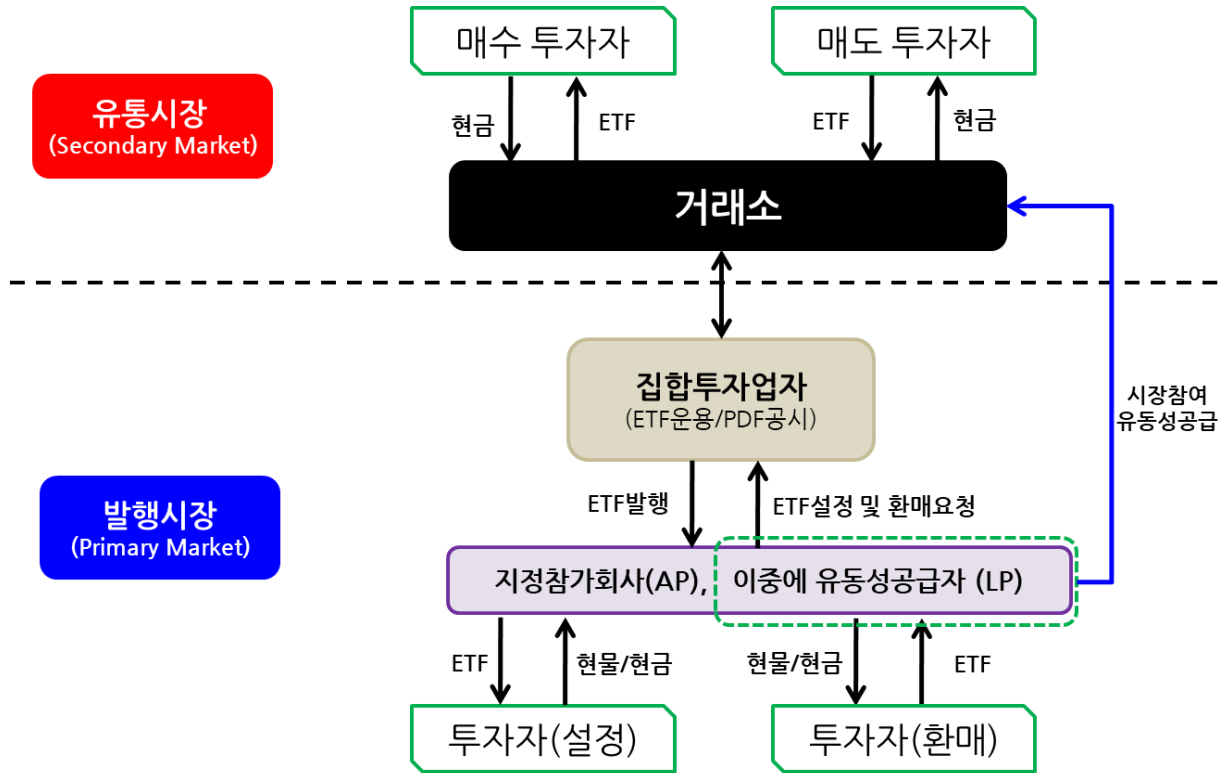 매수 투자자
매도 투자자
유통시장
(Secondary Market)
현금
ETF
ETF
현금
거래소
집합투자업자
(ETF운용/PDF공시)
시장참여
유동성공급
발행시장
(Primary Market)
ETF발행
ETF설정 및 환매요청
지정참가회사(AP), 이중에 유동성공급자 (LP)
ETF
현물/현금
현물/현금
ETF
투자자(설정)
투자자(환매)